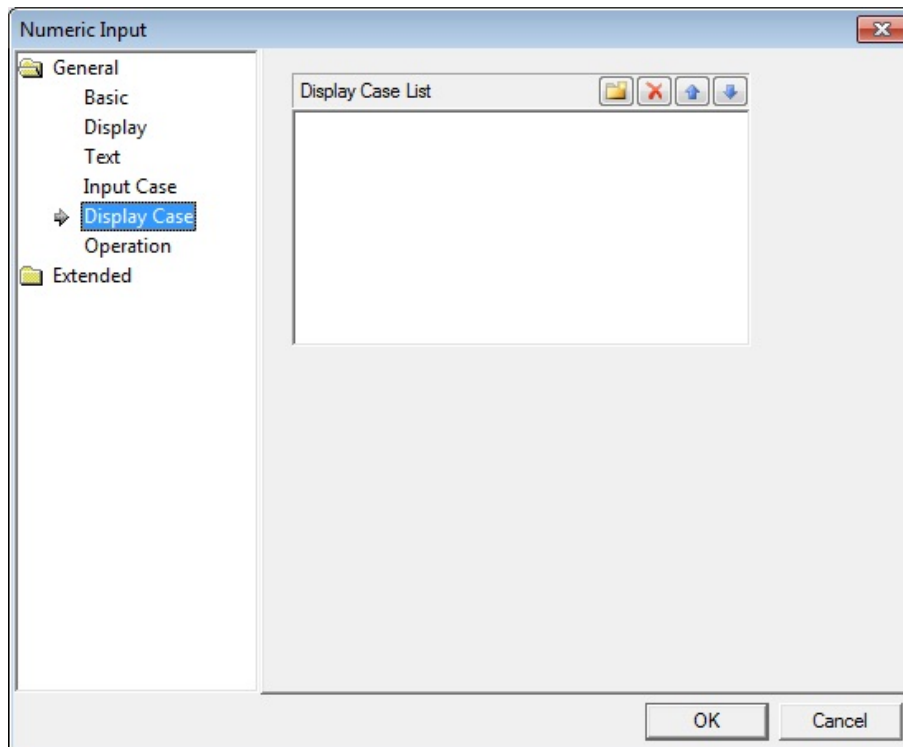 Numeric Input
General
Basic
Display
Text
Input Case
Display Case
Operation
Extended
Display Case List
OK
Cancel